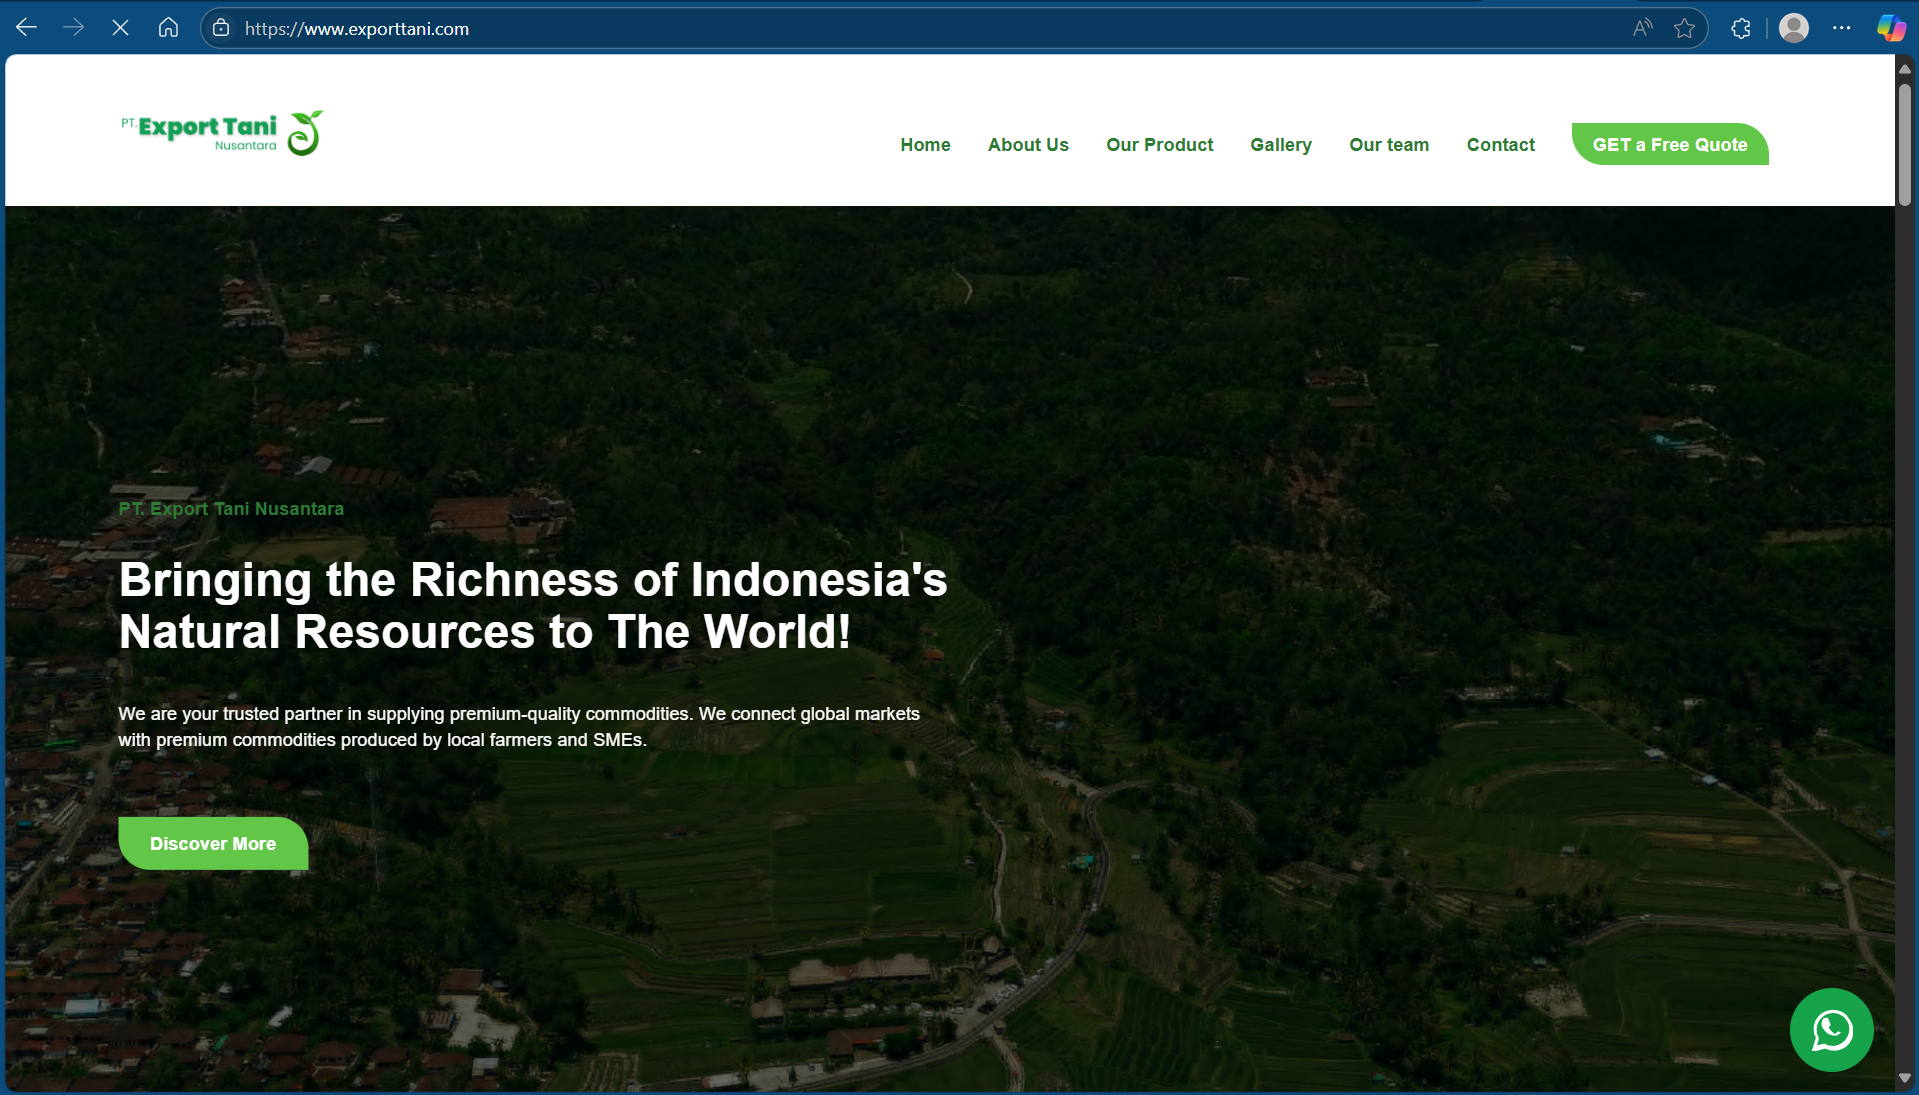 https://www.exporttani.com
PT. Export Tani
Nusantara
Home About Us Our Product Gallery Our team Contact GET a Free Quote
PT. Export Tani Nusantara
Bringing the Richness of Indonesia's
Natural Resources to The World!
We are your trusted partner in supplying premium-quality commodities. We connect global markets
with premium commodities produced by local farmers and SMEs.
Discover More